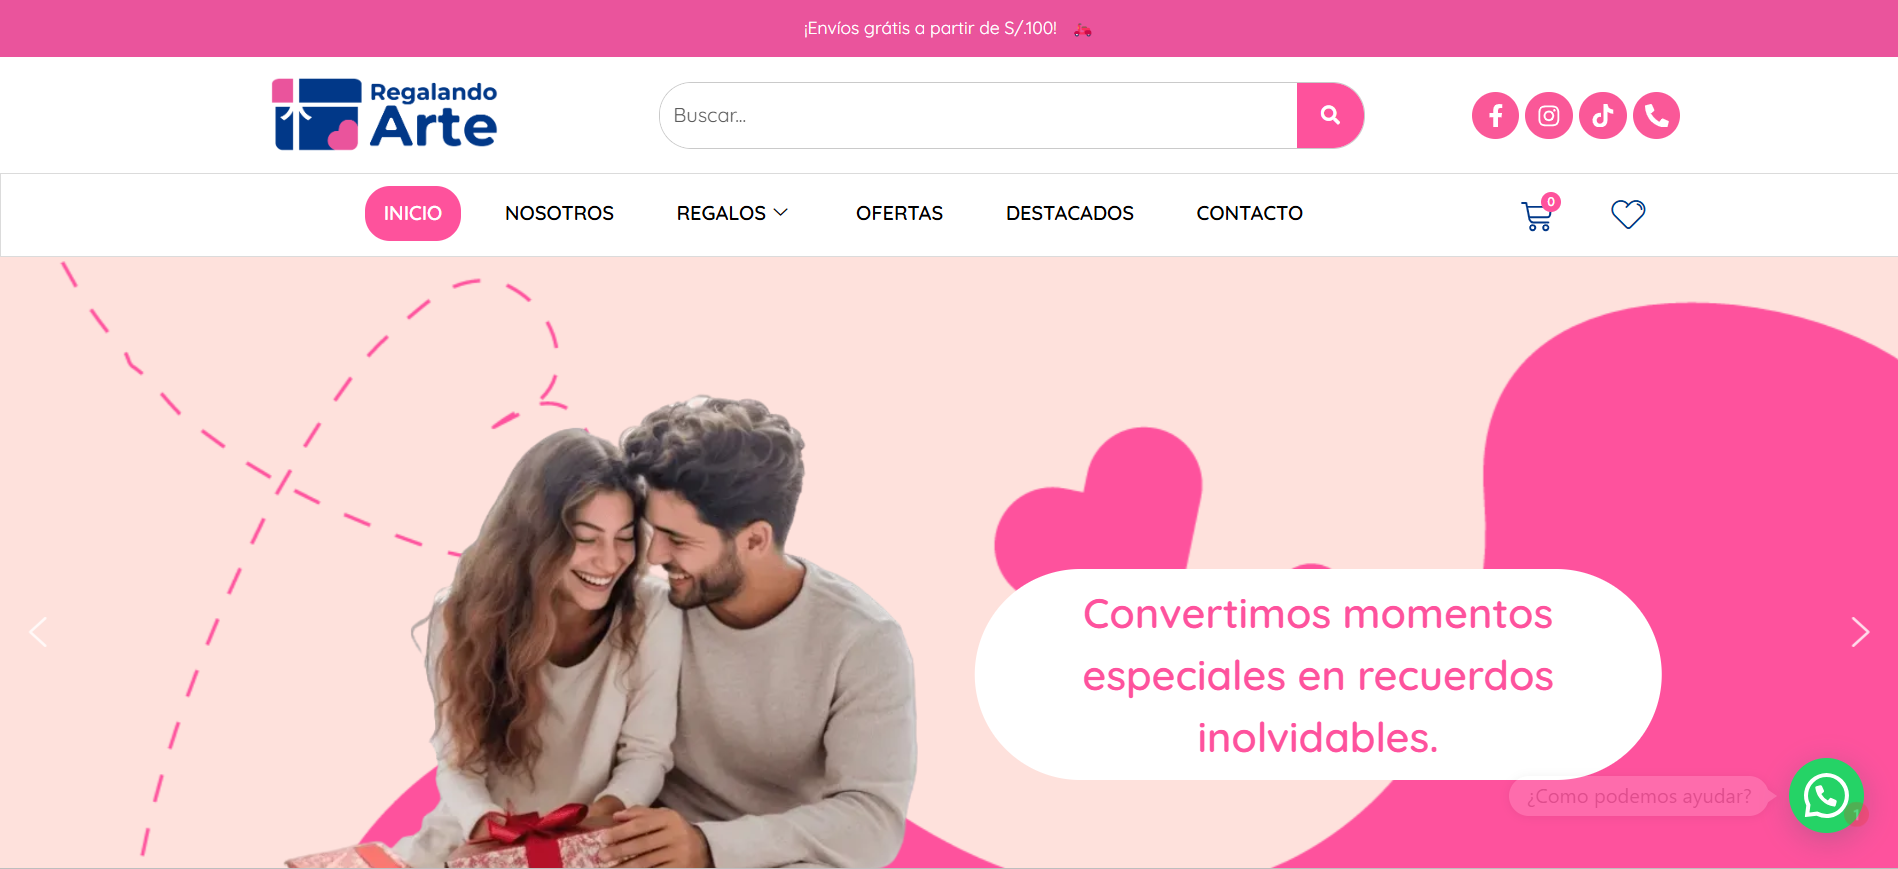 ¡Envíos grátis a partir de S/.100!
Regalando
Arte
Buscar...
INICIO
NOSOTROS
REGALOS
OFERTAS
DESTACADOS
CONTACTO
0
Convertimos momentos
especiales en recuerdos
inolvidables.
¿Como podemos ayudar?
1